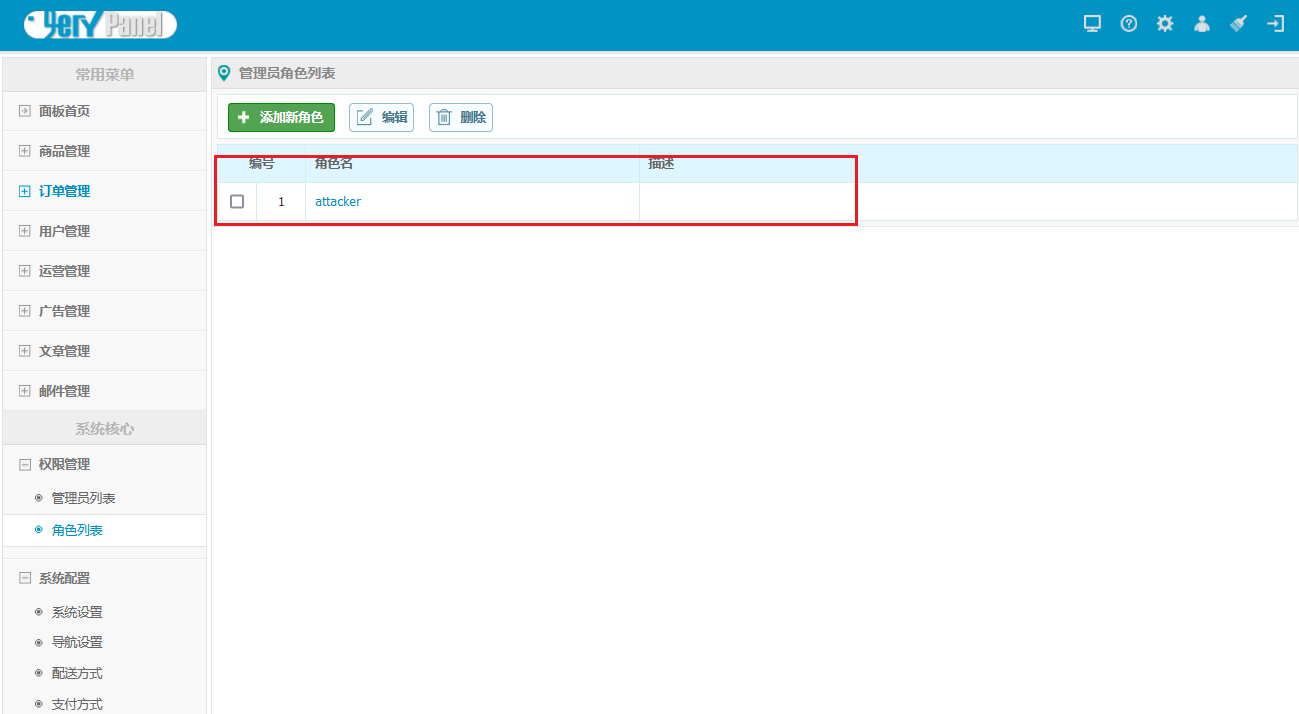 Yery Panel
常用菜单
面板首页
商品管理
订单管理
用户管理
运营管理
广告管理
文章管理
邮件管理
系统核心
权限管理
管理员列表
角色列表
系统配置
系统设置
导航设置
配送方式
支付方式
管理员角色列表
添加新角色 编辑 删除
编号 角色名 描述
1 attacker